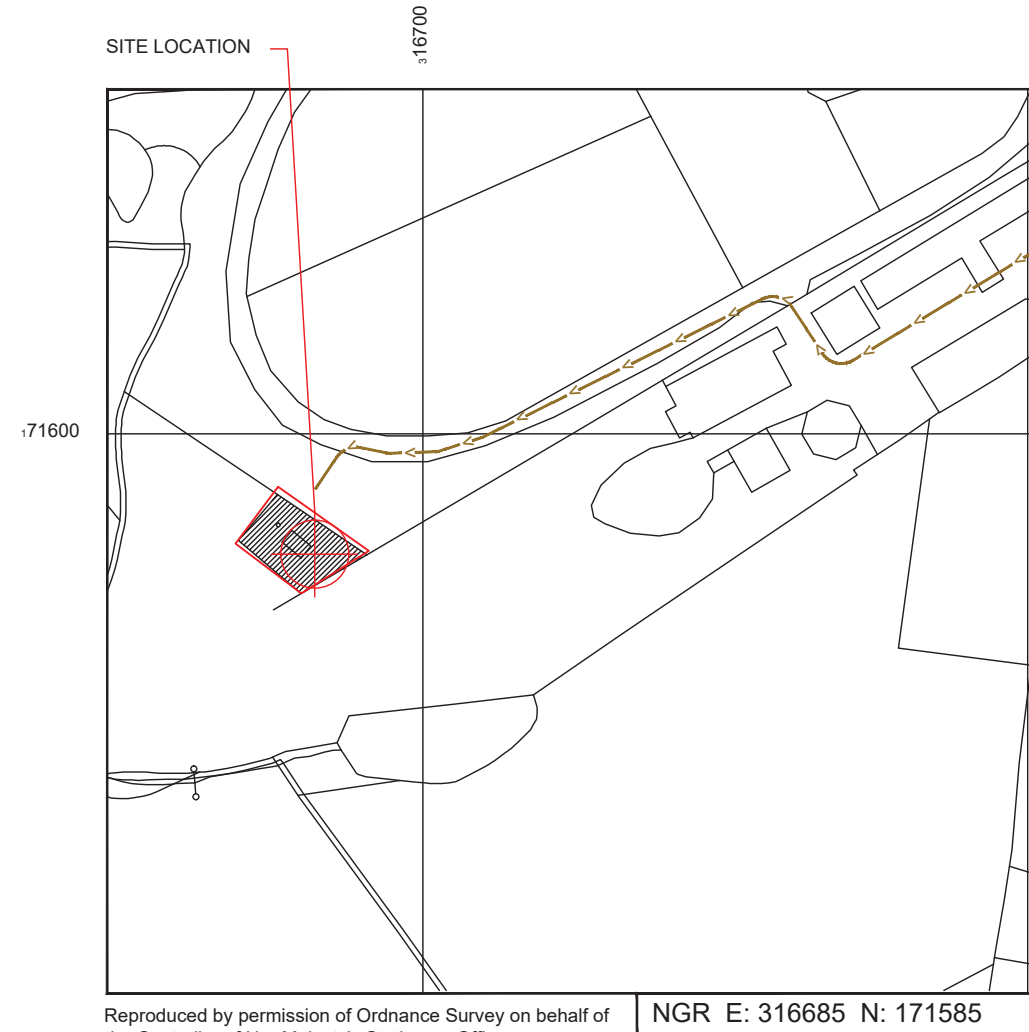 SITE LOCATION
316700
171600
Reproduced by permission of Ordnance Survey on behalf of
NGR E: 316685 N: 171585